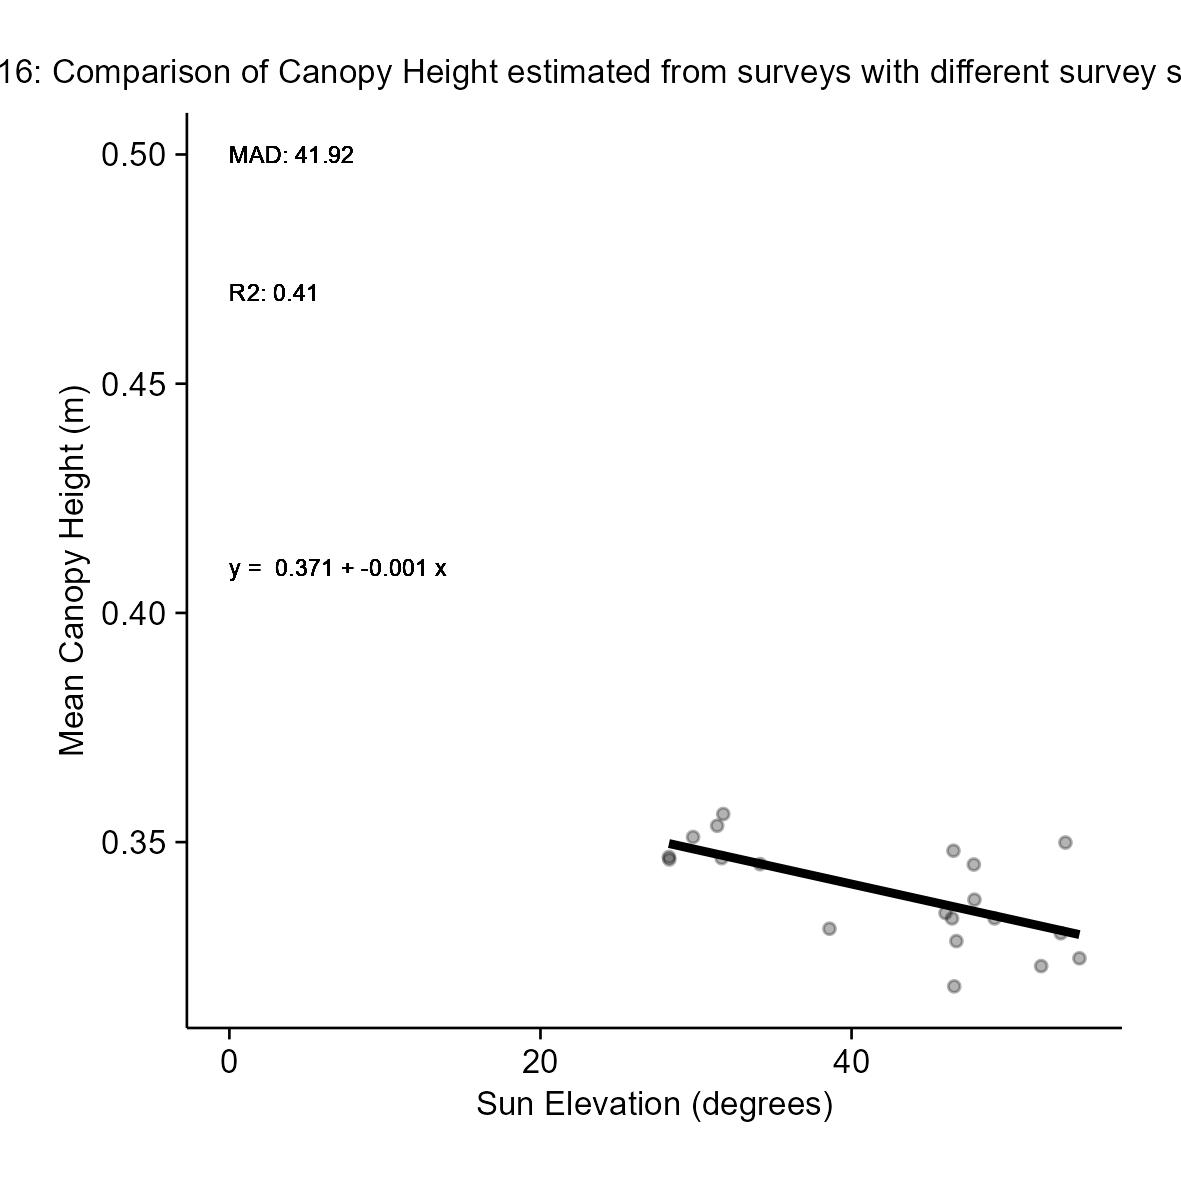 16: Comparison of Canopy Height estimated from surveys with different survey s
0.50
MAD: 41.92
R2: 0.41
0.45
y =  0.371 + -0.001 x
0.40
0.35
Mean Canopy Height (m)
0 20 40
Sun Elevation (degrees)